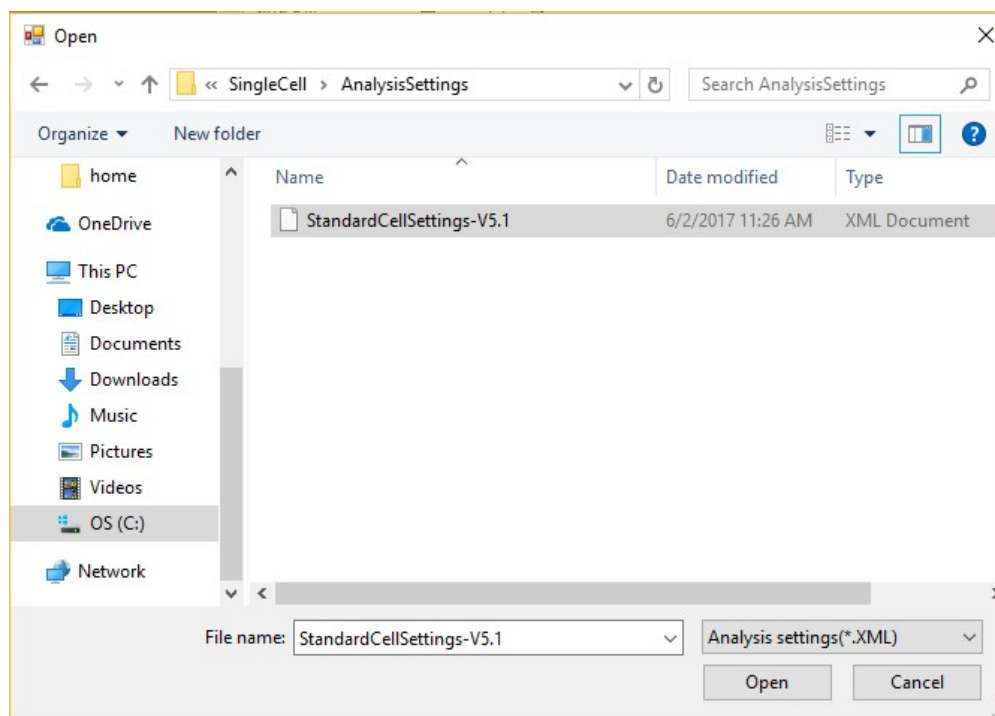 Open
« SingleCell > AnalysisSettings
Search AnalysisSettings
Organize
New folder
home
OneDrive
This PC
Desktop
Documents
Downloads
Music
Pictures
Videos
OS (C:)
Network
Name Date modified Type
StandardCellSettings-V5.1 6/2/2017 11:26 AM XML Document
File name: StandardCellSettings-V5.1 Analysis settings(*.XML)
Open Cancel